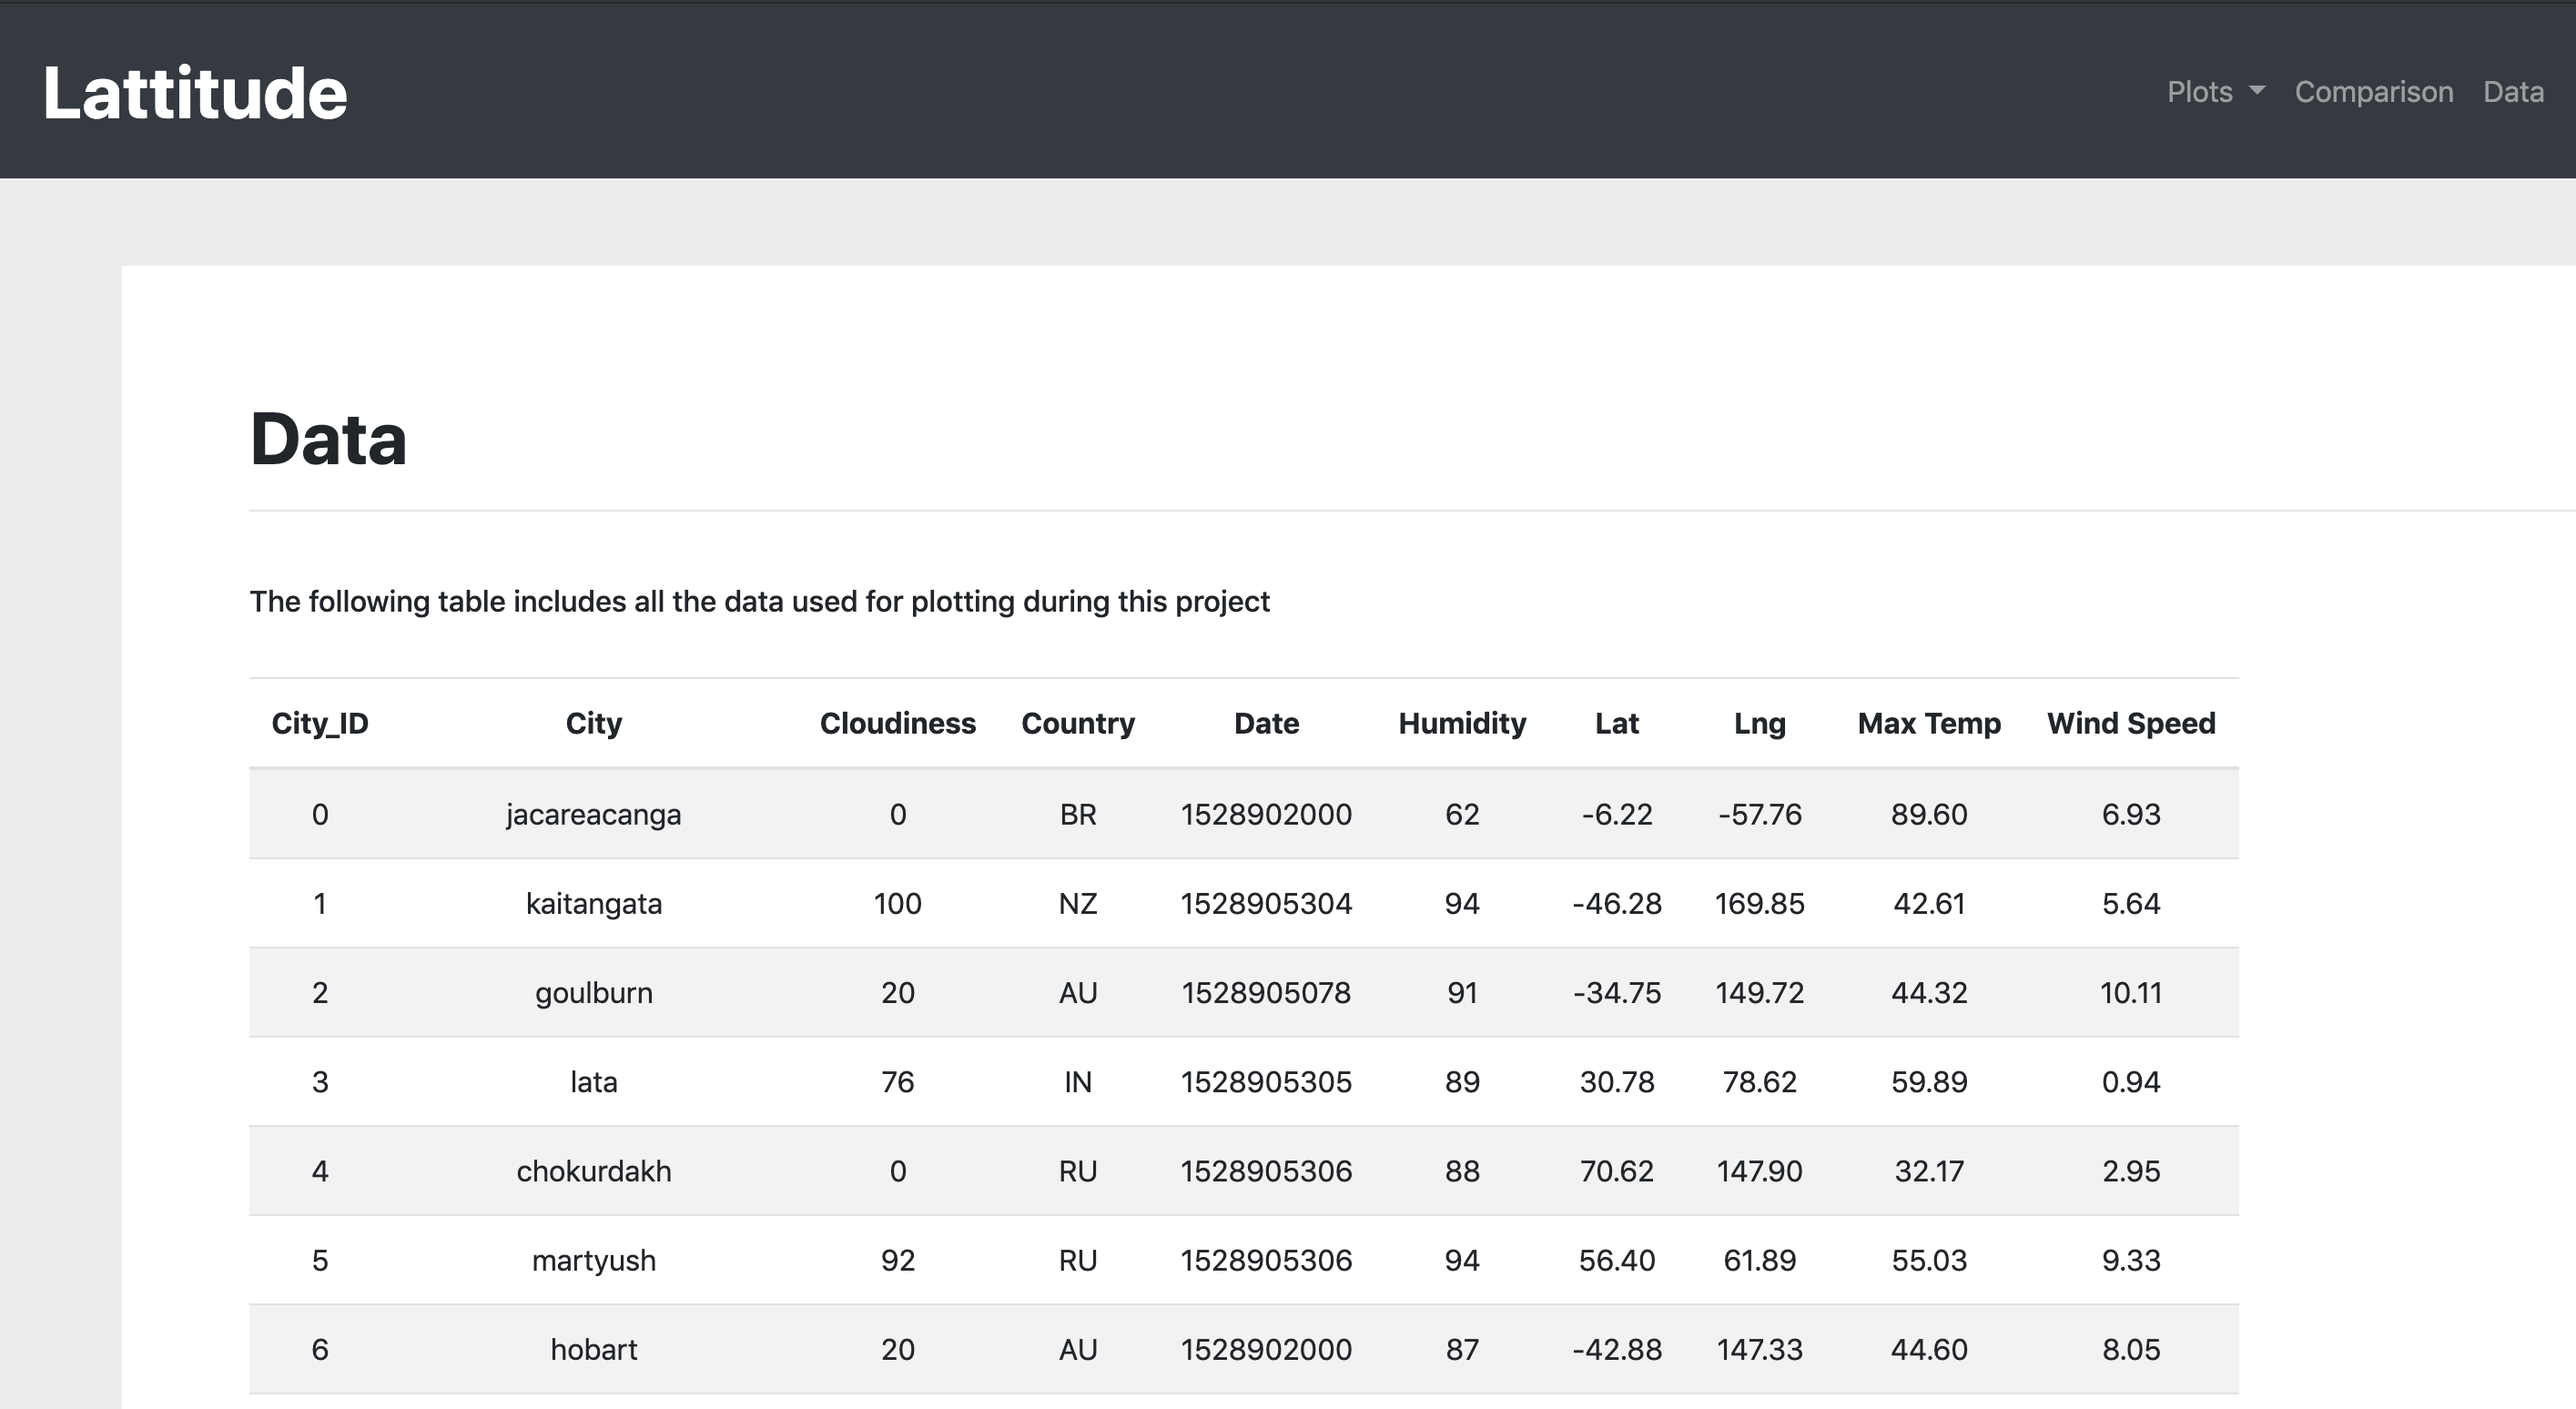 Lattitude
Plots Comparison Data
Data
The following table includes all the data used for plotting during this project
City_ID City Cloudiness Country Date Humidity Lat Lng Max Temp Wind Speed
0 jacareacanga 0 BR 1528902000 62 -6.22 -57.76 89.60 6.93
1 kaitangata 100 NZ 1528905304 94 -46.28 169.85 42.61 5.64
2 goulburn 20 AU 1528905078 91 -34.75 149.72 44.32 10.11
3 lata 76 IN 1528905305 89 30.78 78.62 59.89 0.94
4 chokurdakh 0 RU 1528905306 88 70.62 147.90 32.17 2.95
5 martyush 92 RU 1528905306 94 56.40 61.89 55.03 9.33
6 hobart 20 AU 1528902000 87 -42.88 147.33 44.60 8.05